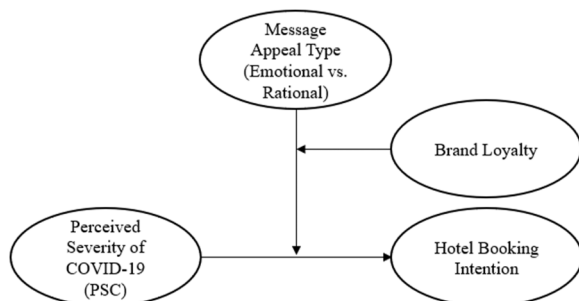 Message
Appeal Type
(Emotional vs.
Rational)
Brand Loyalty
Perceived
Severity of
COVID-19
(PSC)
Hotel Booking
Intention